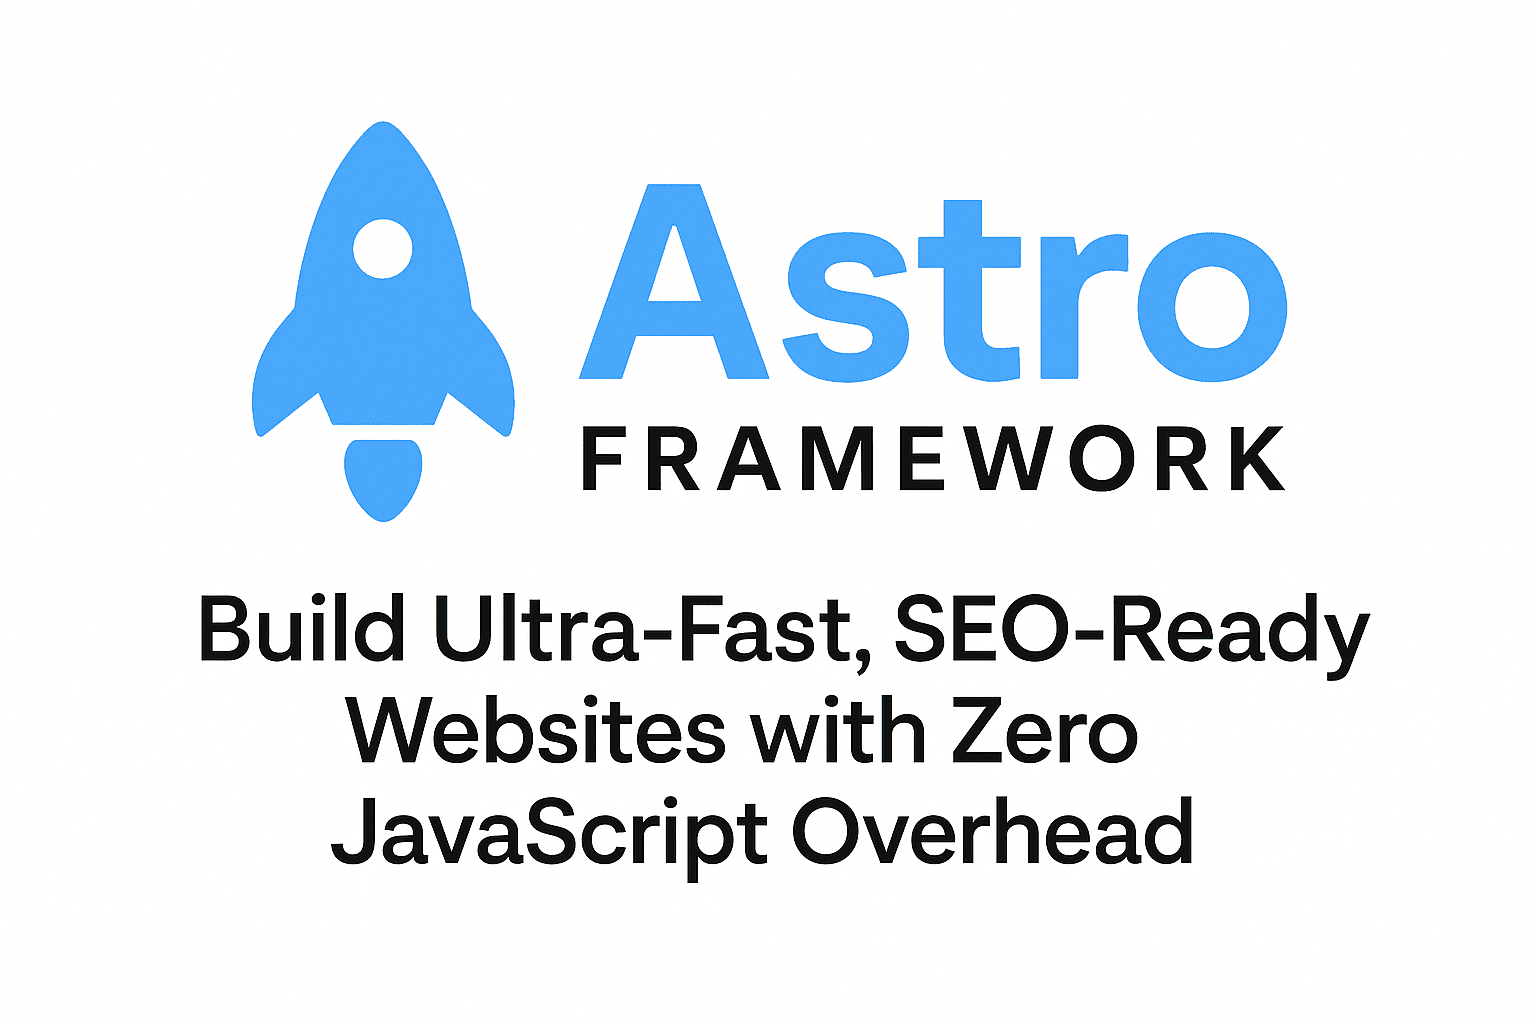 Astro
FRAMEWORK
Build Ultra-Fast, SEO-Ready
Websites with Zero
JavaScript Overhead